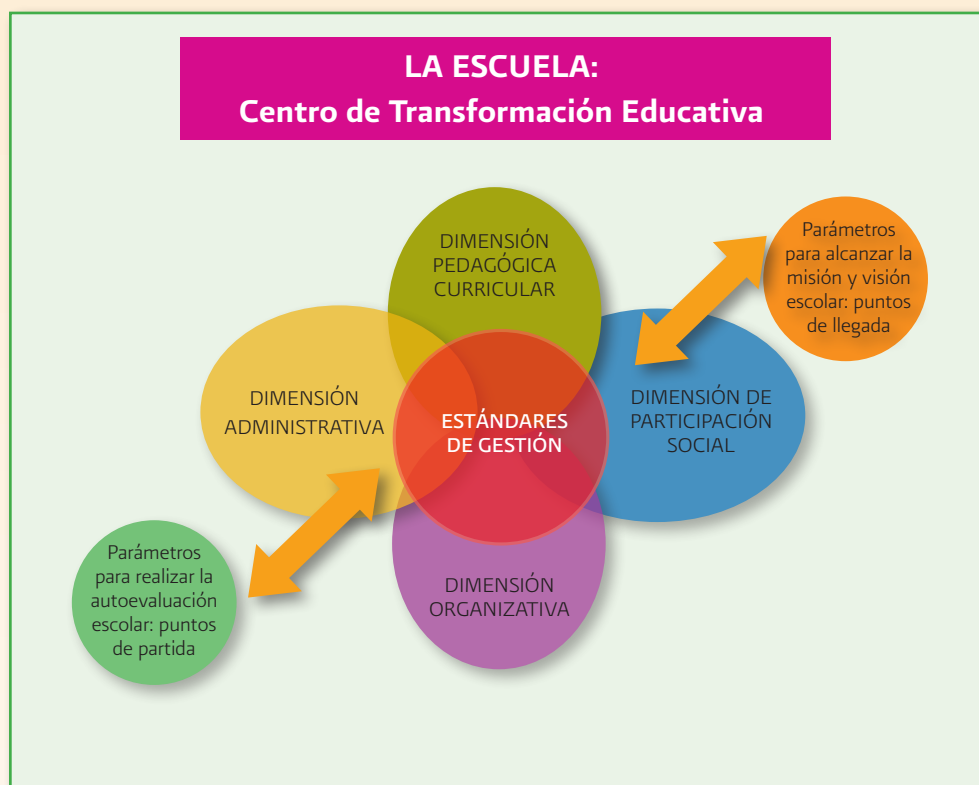 LA ESCUELA:
Centro de Transformación Educativa
DIMENSIÓN
PEDAGÓGICA
CURRICULAR
Parámetros
para alcanzar la
misión y visión
escolar: puntos
de llegada
DIMENSIÓN
ADMINISTRATIVA
ESTÁNDARES
DE GESTIÓN
DIMENSIÓN DE
PARTICIPACIÓN
SOCIAL
Parámetros
para realizar la
autoevaluación
escolar: puntos
de partida
DIMENSIÓN
ORGANIZATIVA